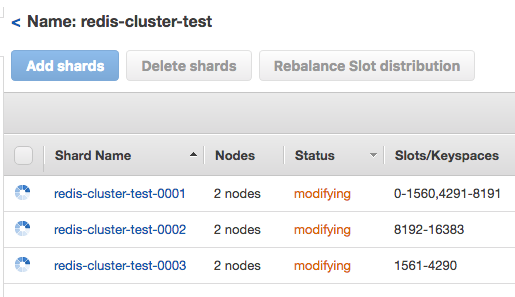 < Name: redis-cluster-test
Add shards Delete shards Rebalance Slot distribution
Shard Name Nodes Status Slots/Keyspaces
redis-cluster-test-0001 2 nodes modifying 0-1560,4291-8191
redis-cluster-test-0002 2 nodes modifying 8192-16383
redis-cluster-test-0003 2 nodes modifying 1561-4290